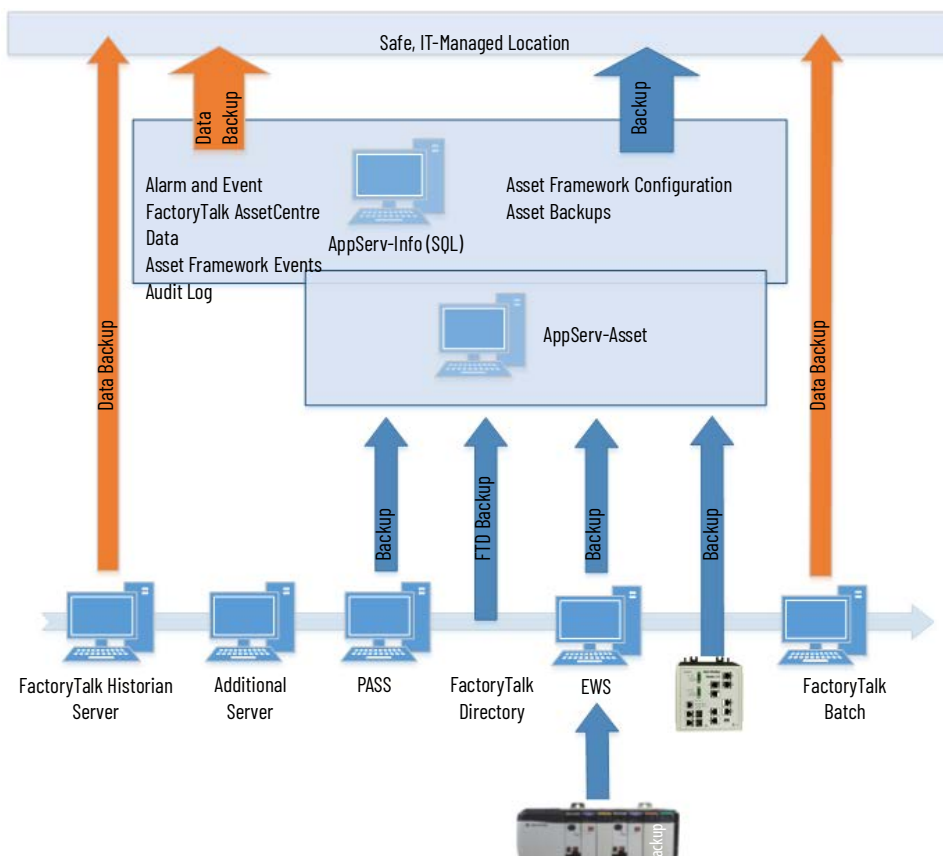 Safe, IT-Managed Location
Data
Backup
Backup
Alarm and Event
FactoryTalk AssetCentre
Data
Asset Framework Events
Audit Log
AppServ-Info (SQL)
Asset Framework Configuration
Asset Backups
AppServ-Asset
Data Backup
Data Backup
Backup
FTD Backup
Backup
Backup
FactoryTalk Historian
Server
Additional
Server
PASS
FactoryTalk
Directory
EWS
FactoryTalk
Batch